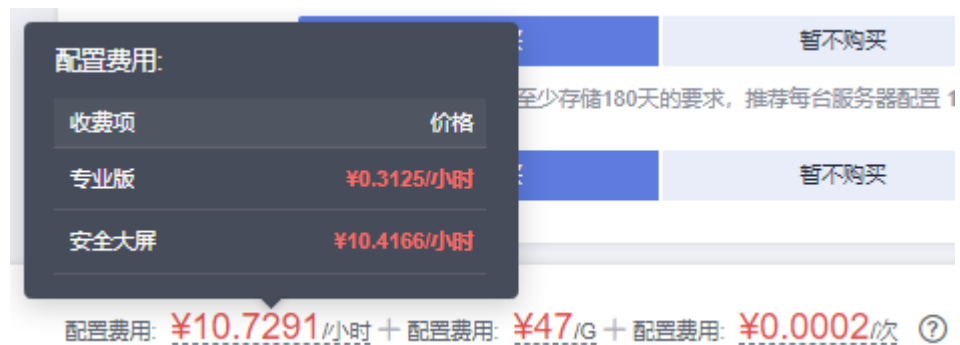 暂不购买
配置费用:
至少存储180天的要求，推荐每台服务器配置 1
收费项 价格
专业版 ¥0.3125/小时
暂不购买
安全大屏 ¥10.4166/小时
配置费用: ¥10.7291/小时 + 配置费用: ¥47/G + 配置费用: ¥0.0002/次 ?